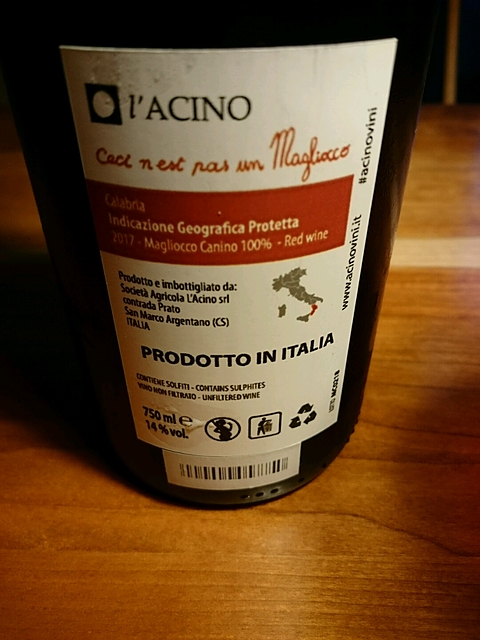 l'ACINO
Ceci n'est pas un Magliocco
Calabria
Indicazione Geografica Protetta
2017 - Magliocco Canino 100% - Red wine
Prodotto e imbottigliato da:
Società Agricola L'Acino srl
contrada Prato
San Marco Argentano (CS)
ITALIA
PRODOTTO IN ITALIA
CONTIENE SOLFITI - CONTAINS SULPHITES
VINO NON FILTRATO - UNFILTERED WINE
750 ml e
14 % vol.
www.acinovini.it #acinovini